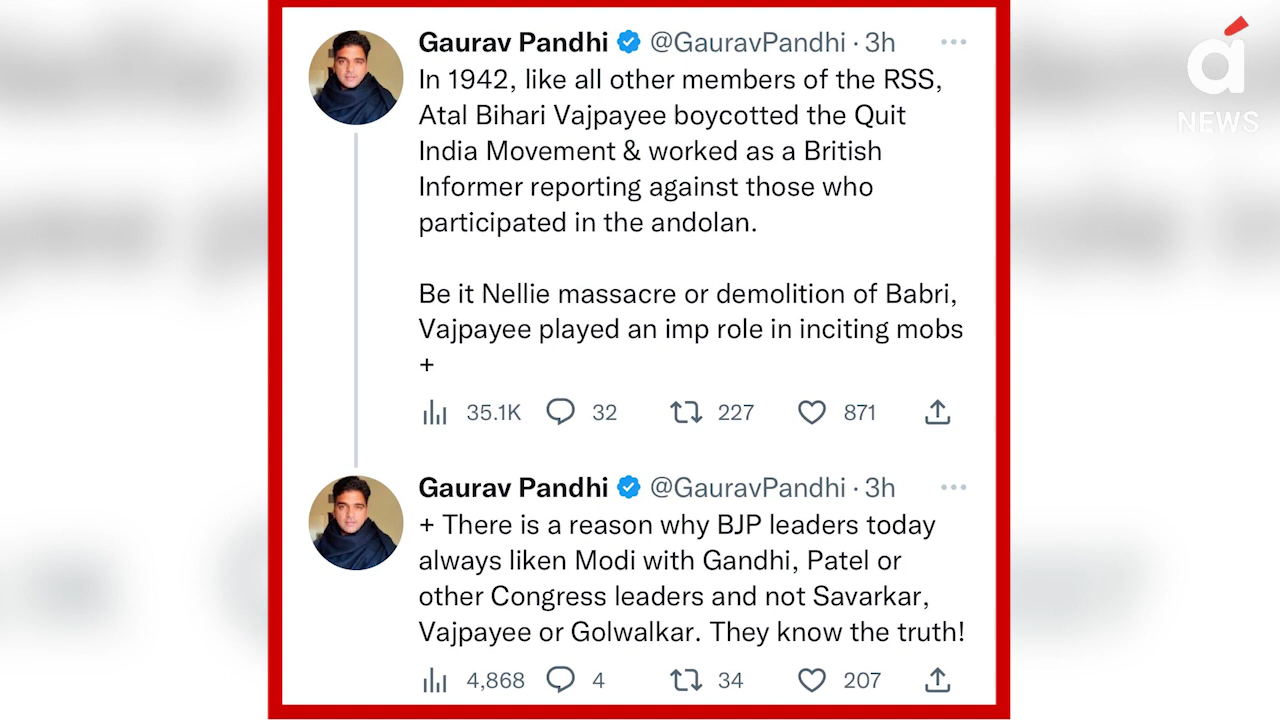 Gaurav Pandhi @GauravPandhi · 3h
In 1942, like all other members of the RSS,
Atal Bihari Vajpayee boycotted the Quit
India Movement & worked as a British
Informer reporting against those who
participated in the andolan.
Be it Nellie massacre or demolition of Babri,
Vajpayee played an imp role in inciting mobs
+
35.1K 32 227 871
Gaurav Pandhi @GauravPandhi · 3h
+ There is a reason why BJP leaders today
always liken Modi with Gandhi, Patel or
other Congress leaders and not Savarkar,
Vajpayee or Golwalkar. They know the truth!
4,868 4 34 207
á
NEWS